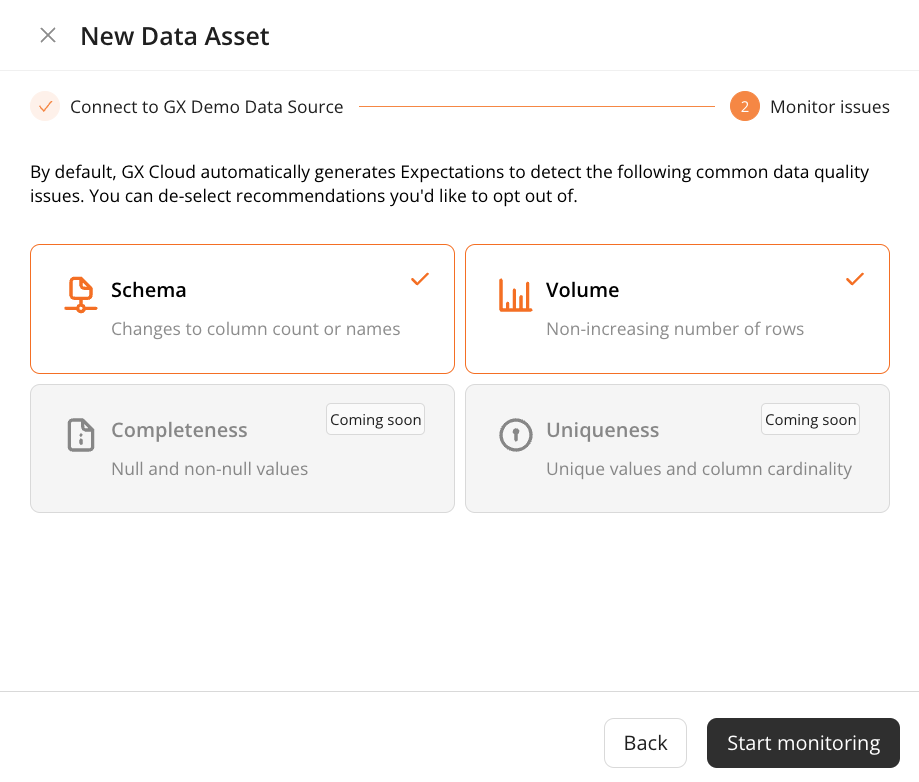 New Data Asset
Connect to GX Demo Data Source
2
Monitor issues
By default, GX Cloud automatically generates Expectations to detect the following common data quality
issues. You can de-select recommendations you'd like to opt out of.
Schema
Changes to column count or names
Volume
Non-increasing number of rows
Completeness
Coming soon
Null and non-null values
Uniqueness
Coming soon
Unique values and column cardinality
Back
Start monitoring